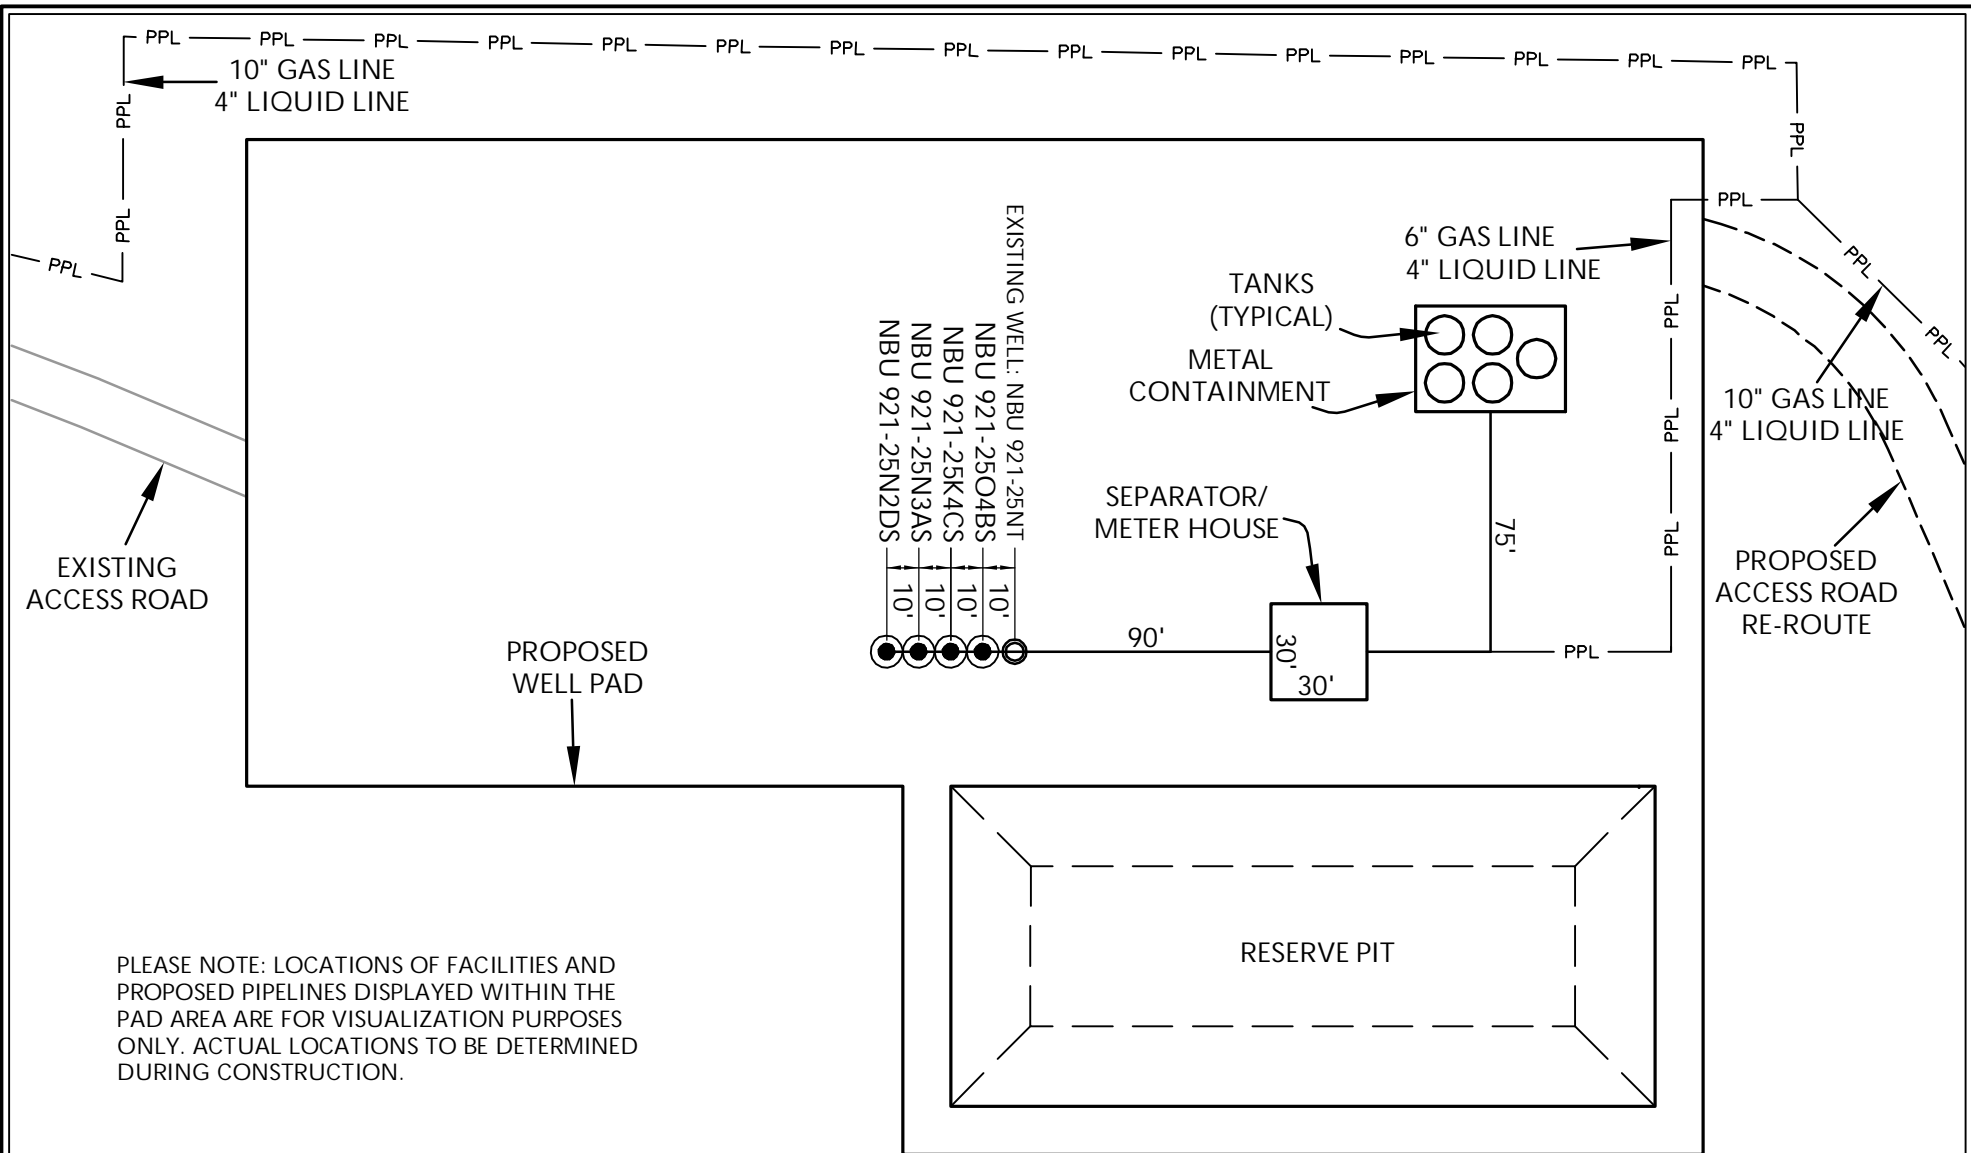 PPL PPL PPL PPL PPL PPL PPL PPL PPL PPL PPL PPL PPL PPL PPL
10" GAS LINE
4" LIQUID LINE
PPL
PPL
PPL
PPL
PPL
6" GAS LINE
4" LIQUID LINE
TANKS
(TYPICAL)
METAL
CONTAINMENT
PPL
PPL
PPL
PPL
PPL
10" GAS LINE
4" LIQUID LINE
NBU 921-25N2DS
NBU 921-25N3AS
NBU 921-25K4CS
NBU 921-25O4BS
EXISTING WELL: NBU 921-25NT
10'
10'
10'
10'
SEPARATOR/
METER HOUSE
75'
EXISTING
ACCESS ROAD
PROPOSED
ACCESS ROAD
RE-ROUTE
90'
30'
30'
PPL
PROPOSED
WELL PAD
RESERVE PIT
PLEASE NOTE: LOCATIONS OF FACILITIES AND
PROPOSED PIPELINES DISPLAYED WITHIN THE
PAD AREA ARE FOR VISUALIZATION PURPOSES
ONLY. ACTUAL LOCATIONS TO BE DETERMINED
DURING CONSTRUCTION.